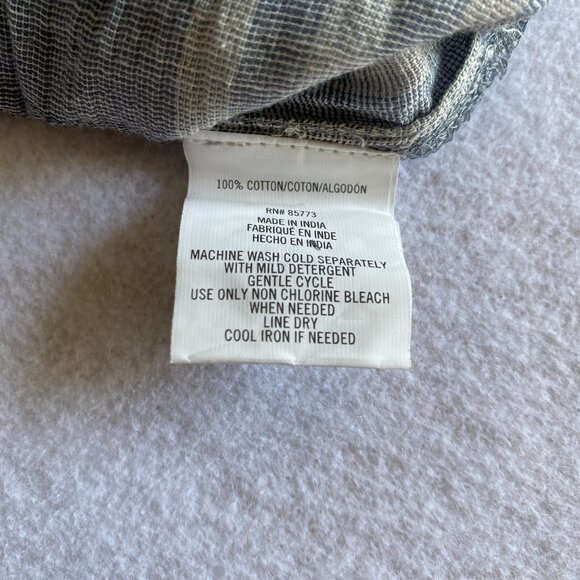 100% COTTON/COTON/ALGODÓN
RN# 85773
MADE IN INDIA
FABRIQUÉ EN INDE
HECHO EN INDIA
MACHINE WASH COLD SEPARATELY
WITH MILD DETERGENT
GENTLE CYCLE
USE ONLY NON CHLORINE BLEACH
WHEN NEEDED
LINE DRY
COOL IRON IF NEEDED